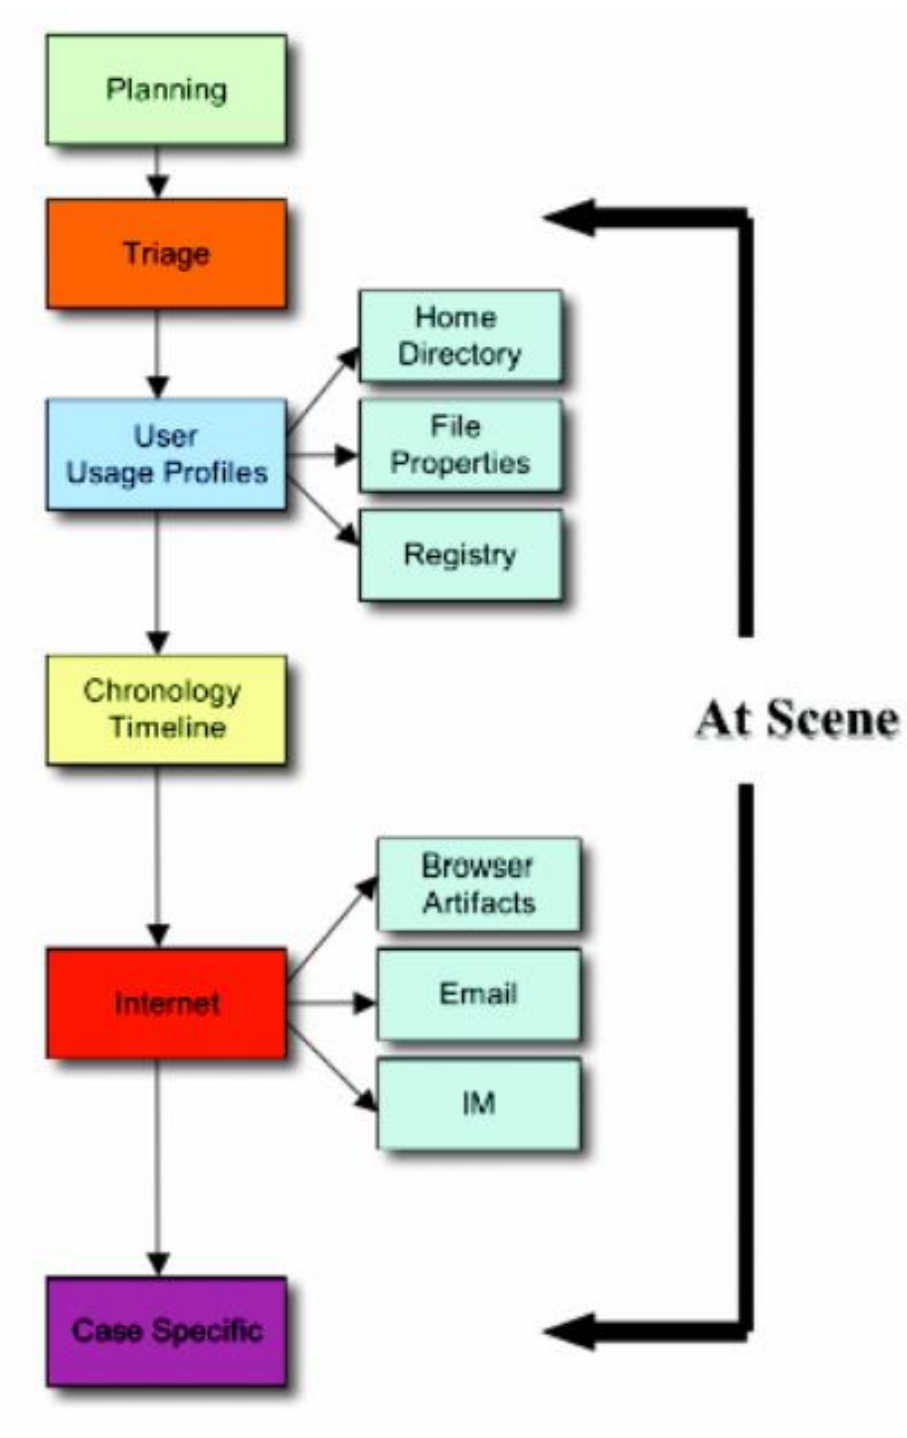 Planning
Triage
Home
Directory
User
Usage Profiles
File
Properties
Registry
Chronology
Timeline
At Scene
Browser
Artifacts
Internet
Email
IM
Case Specific